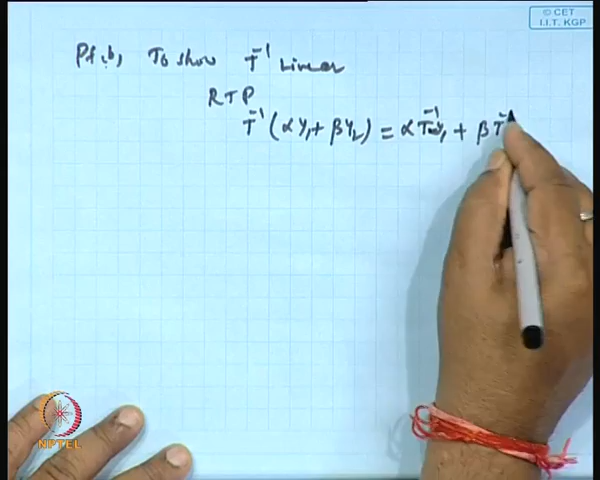 © CET
I.I.T. KGP
Pf. b, To show T⁻¹ Linear
RTP
T⁻¹(αy₁ + βy₂) = αT⁻¹y₁ + βT⁻¹
NPTEL